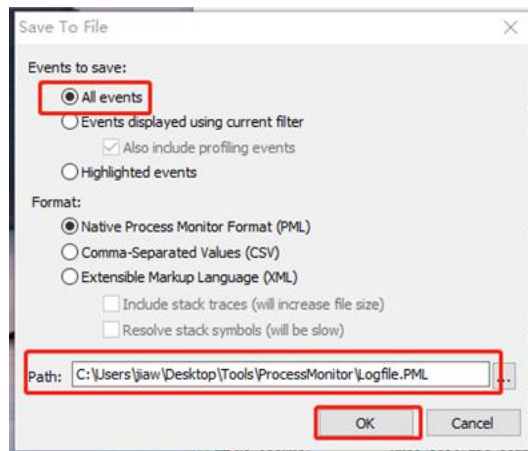 Save To File
Events to save:
All events
Events displayed using current filter
Also include profiling events
Highlighted events
Format:
Native Process Monitor Format (PML)
Comma-Separated Values (CSV)
Extensible Markup Language (XML)
Include stack traces (will increase file size)
Resolve stack symbols (will be slow)
Path: C:\Users\jiaw\Desktop\Tools\ProcessMonitor\Logfile.PML ...
OK Cancel